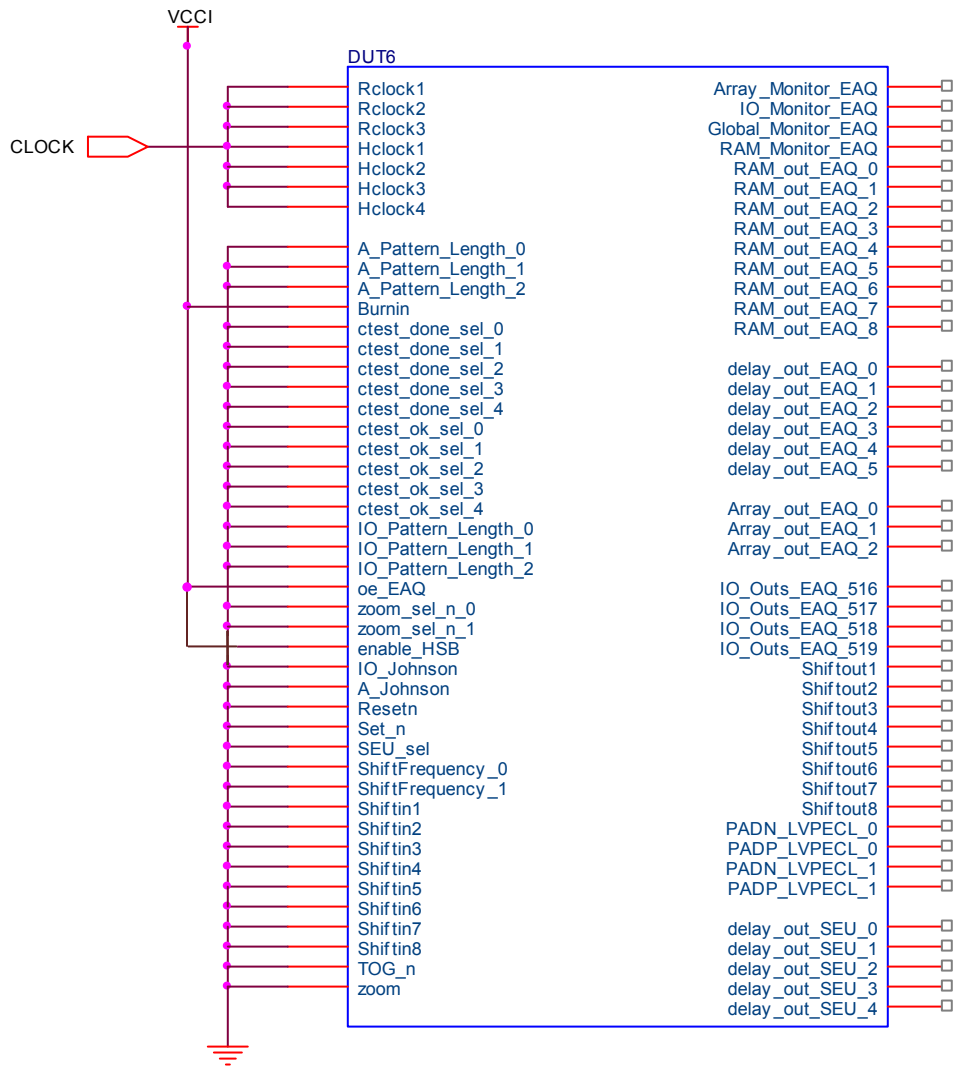 VCCI
DUT6
CLOCK
Rclock1
Rclock2
Rclock3
Hclock1
Hclock2
Hclock3
Hclock4
A_Pattern_Length_0
A_Pattern_Length_1
A_Pattern_Length_2
Burnin
ctest_done_sel_0
ctest_done_sel_1
ctest_done_sel_2
ctest_done_sel_3
ctest_done_sel_4
ctest_ok_sel_0
ctest_ok_sel_1
ctest_ok_sel_2
ctest_ok_sel_3
ctest_ok_sel_4
IO_Pattern_Length_0
IO_Pattern_Length_1
IO_Pattern_Length_2
oe_EAQ
zoom_sel_n_0
zoom_sel_n_1
enable_HSB
IO_Johnson
A_Johnson
Resetn
Set_n
SEU_sel
ShiftFrequency_0
ShiftFrequency_1
Shiftin1
Shiftin2
Shiftin3
Shiftin4
Shiftin5
Shiftin6
Shiftin7
Shiftin8
TOG_n
zoom
Array_Monitor_EAQ
IO_Monitor_EAQ
Global_Monitor_EAQ
RAM_Monitor_EAQ
RAM_out_EAQ_0
RAM_out_EAQ_1
RAM_out_EAQ_2
RAM_out_EAQ_3
RAM_out_EAQ_4
RAM_out_EAQ_5
RAM_out_EAQ_6
RAM_out_EAQ_7
RAM_out_EAQ_8
delay_out_EAQ_0
delay_out_EAQ_1
delay_out_EAQ_2
delay_out_EAQ_3
delay_out_EAQ_4
delay_out_EAQ_5
Array_out_EAQ_0
Array_out_EAQ_1
Array_out_EAQ_2
IO_Outs_EAQ_516
IO_Outs_EAQ_517
IO_Outs_EAQ_518
IO_Outs_EAQ_519
Shiftout1
Shiftout2
Shiftout3
Shiftout4
Shiftout5
Shiftout6
Shiftout7
Shiftout8
PADN_LVPECL_0
PADP_LVPECL_0
PADN_LVPECL_1
PADP_LVPECL_1
delay_out_SEU_0
delay_out_SEU_1
delay_out_SEU_2
delay_out_SEU_3
delay_out_SEU_4